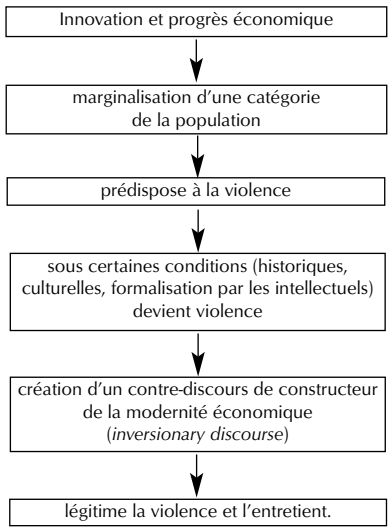 Innovation et progrès économique
marginalisation d'une catégorie
de la population
prédispose à la violence
sous certaines conditions (historiques,
culturelles, formalisation par les intellectuels)
devient violence
création d'un contre-discours de constructeur
de la modernité économique
(inversionary discourse)
légitime la violence et l'entretient.